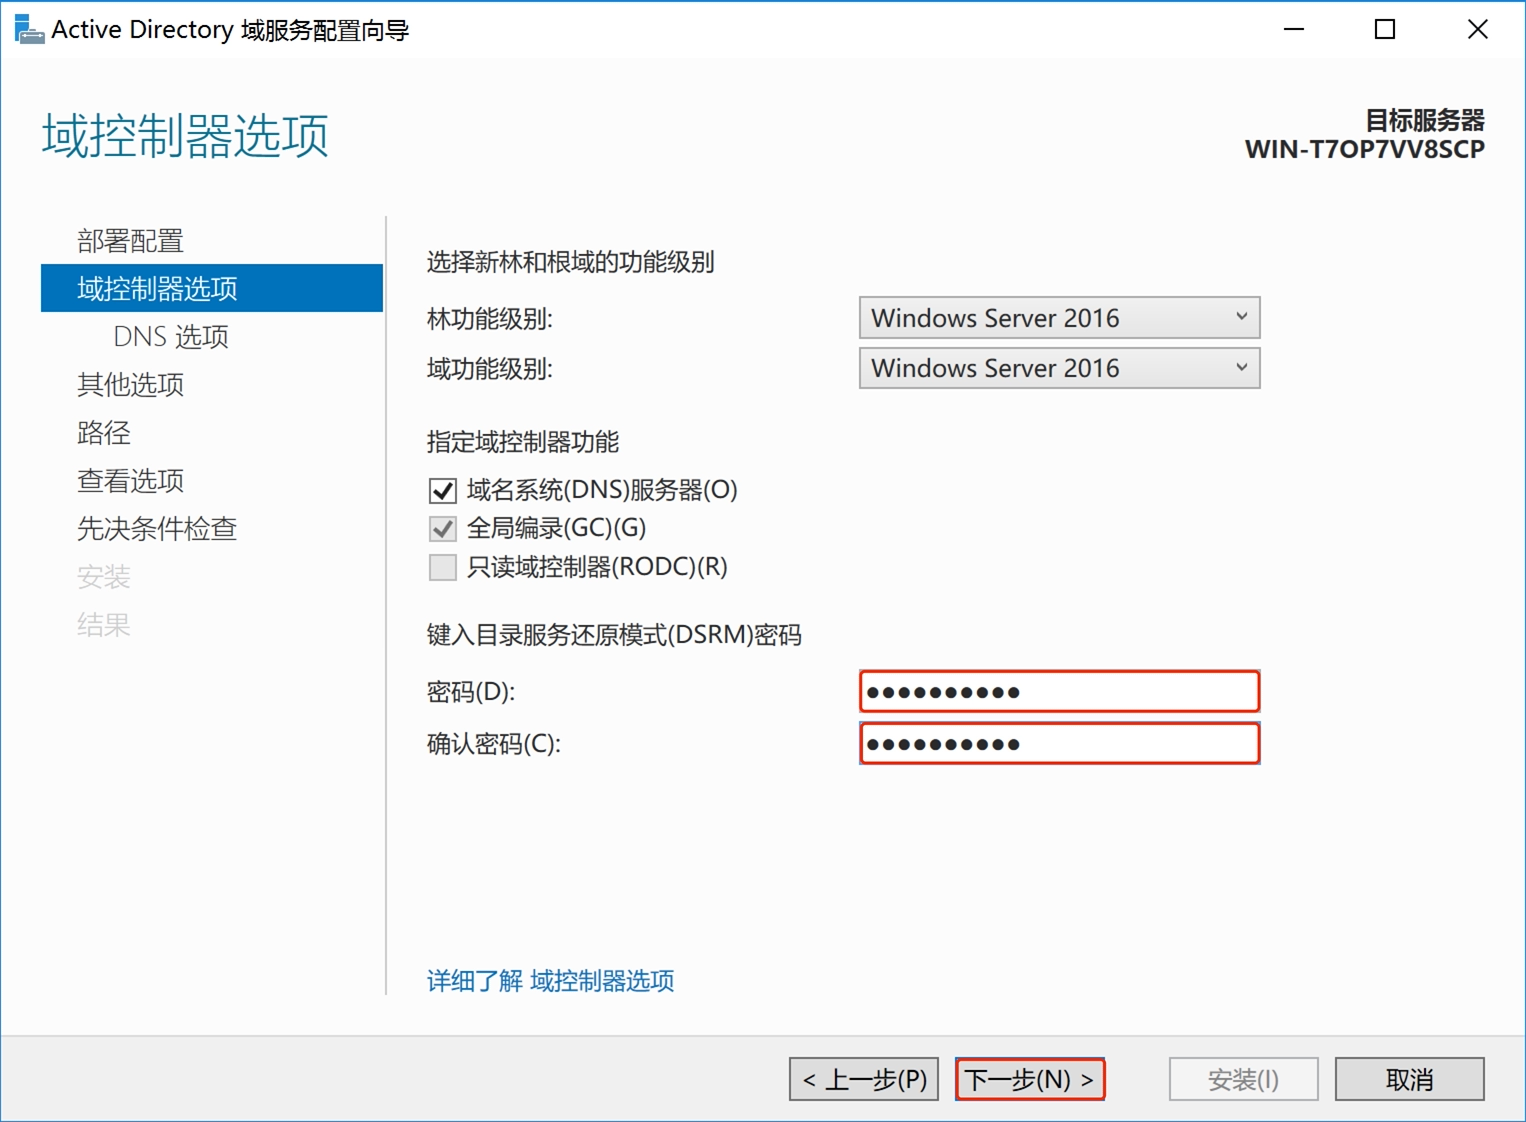 Active Directory 域服务配置向导
域控制器选项
目标服务器
WIN-T7OP7VV8SCP
部署配置
域控制器选项
DNS 选项
其他选项
路径
查看选项
先决条件检查
安装
结果
选择新林和根域的功能级别
林功能级别: Windows Server 2016
域功能级别: Windows Server 2016
指定域控制器功能
域名系统(DNS)服务器(O)
全局编录(GC)(G)
只读域控制器(RODC)(R)
键入目录服务还原模式(DSRM)密码
密码(D): ●●●●●●●●●●
确认密码(C): ●●●●●●●●●●
详细了解 域控制器选项
< 上一步(P) 下一步(N) > 安装(I) 取消